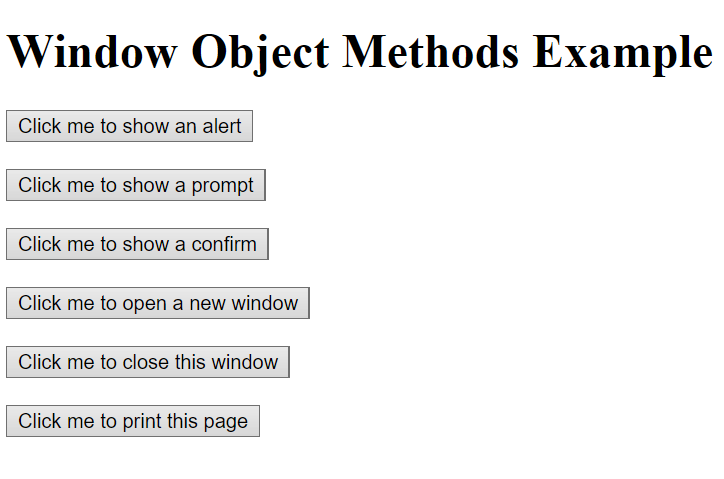 Window Object Methods Example
Click me to show an alert
Click me to show a prompt
Click me to show a confirm
Click me to open a new window
Click me to close this window
Click me to print this page